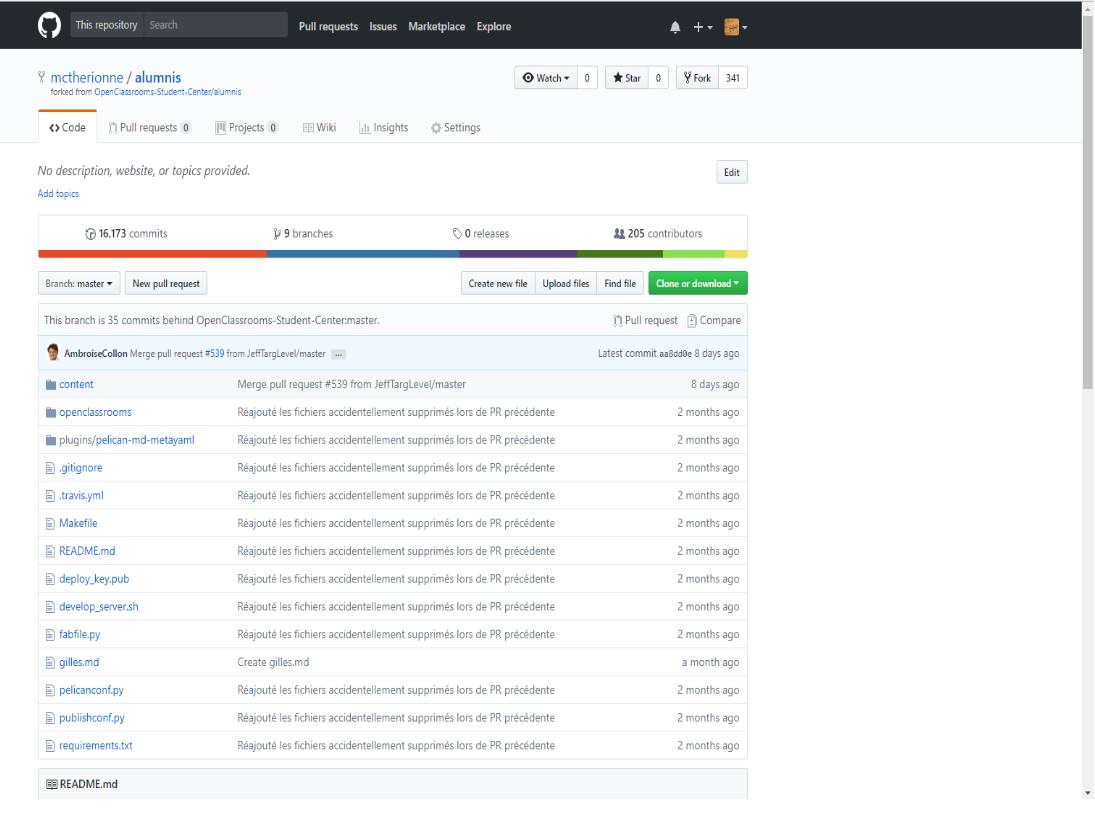 This repository Search Pull requests Issues Marketplace Explore
mctherionne / alumnis Watch 0 Star 0 Fork 341
forked from OpenClassrooms-Student-Center/alumnis
Code Pull requests 0 Projects 0 Wiki Insights Settings
No description, website, or topics provided. Edit
Add topics
16,173 commits 9 branches 0 releases 205 contributors
Branch: master New pull request Create new file Upload files Find file Clone or download
This branch is 35 commits behind OpenClassrooms-Student-Center:master. Pull request Compare
AmbroiseCollon Merge pull request #539 from JeffTargLevel/master ... Latest commit aa8dd0e 8 days ago
content Merge pull request #539 from JeffTargLevel/master 8 days ago
openclassrooms Réajouté les fichiers accidentellement supprimés lors de PR précédente 2 months ago
plugins/pelican-md-metayaml Réajouté les fichiers accidentellement supprimés lors de PR précédente 2 months ago
.gitignore Réajouté les fichiers accidentellement supprimés lors de PR précédente 2 months ago
.travis.yml Réajouté les fichiers accidentellement supprimés lors de PR précédente 2 months ago
Makefile Réajouté les fichiers accidentellement supprimés lors de PR précédente 2 months ago
README.md Réajouté les fichiers accidentellement supprimés lors de PR précédente 2 months ago
deploy_key.pub Réajouté les fichiers accidentellement supprimés lors de PR précédente 2 months ago
develop_server.sh Réajouté les fichiers accidentellement supprimés lors de PR précédente 2 months ago
fabfile.py Réajouté les fichiers accidentellement supprimés lors de PR précédente 2 months ago
gilles.md Create gilles.md a month ago
pelicanconf.py Réajouté les fichiers accidentellement supprimés lors de PR précédente 2 months ago
publishconf.py Réajouté les fichiers accidentellement supprimés lors de PR précédente 2 months ago
requirements.txt Réajouté les fichiers accidentellement supprimés lors de PR précédente 2 months ago
README.md